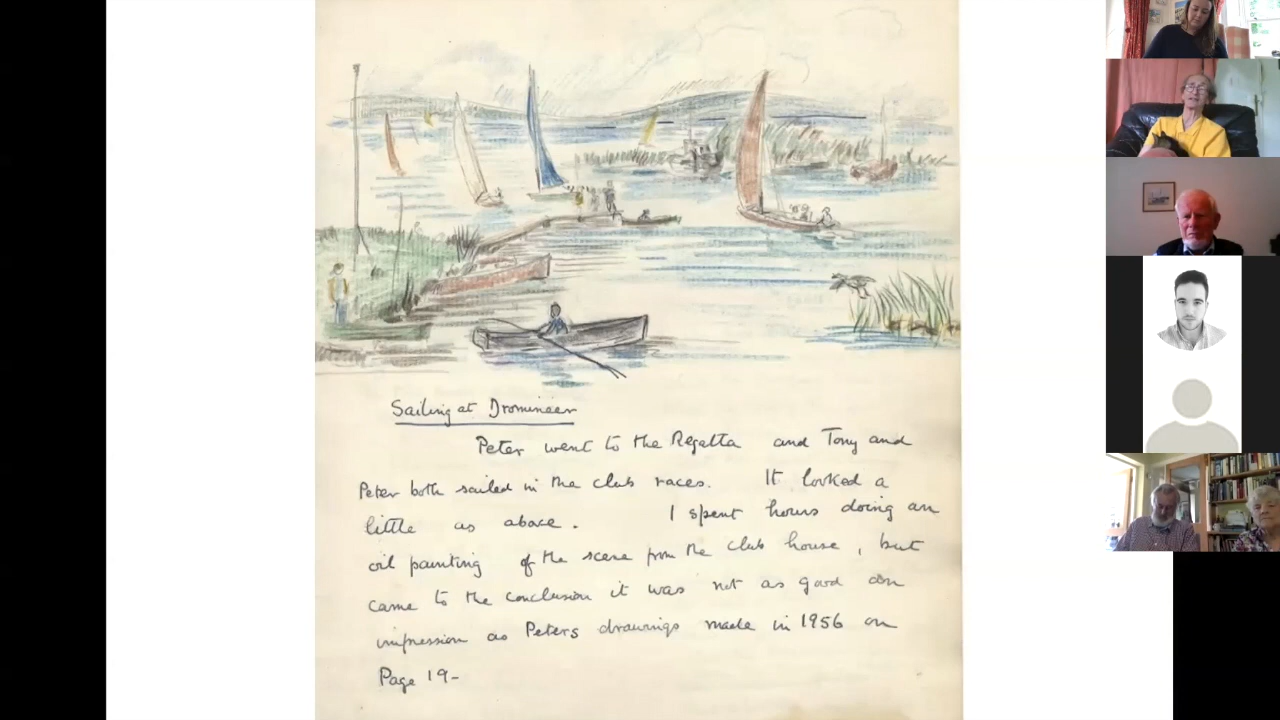 Sailing at Dromineer
Peter went to the Regatta and Tony and
Peter both sailed in the club races. It looked a
little as above. I spent hours doing an
oil painting of the scene from the club house, but
came to the conclusion it was not as good an
impression as Peters drawings made in 1956 on
Page 19-